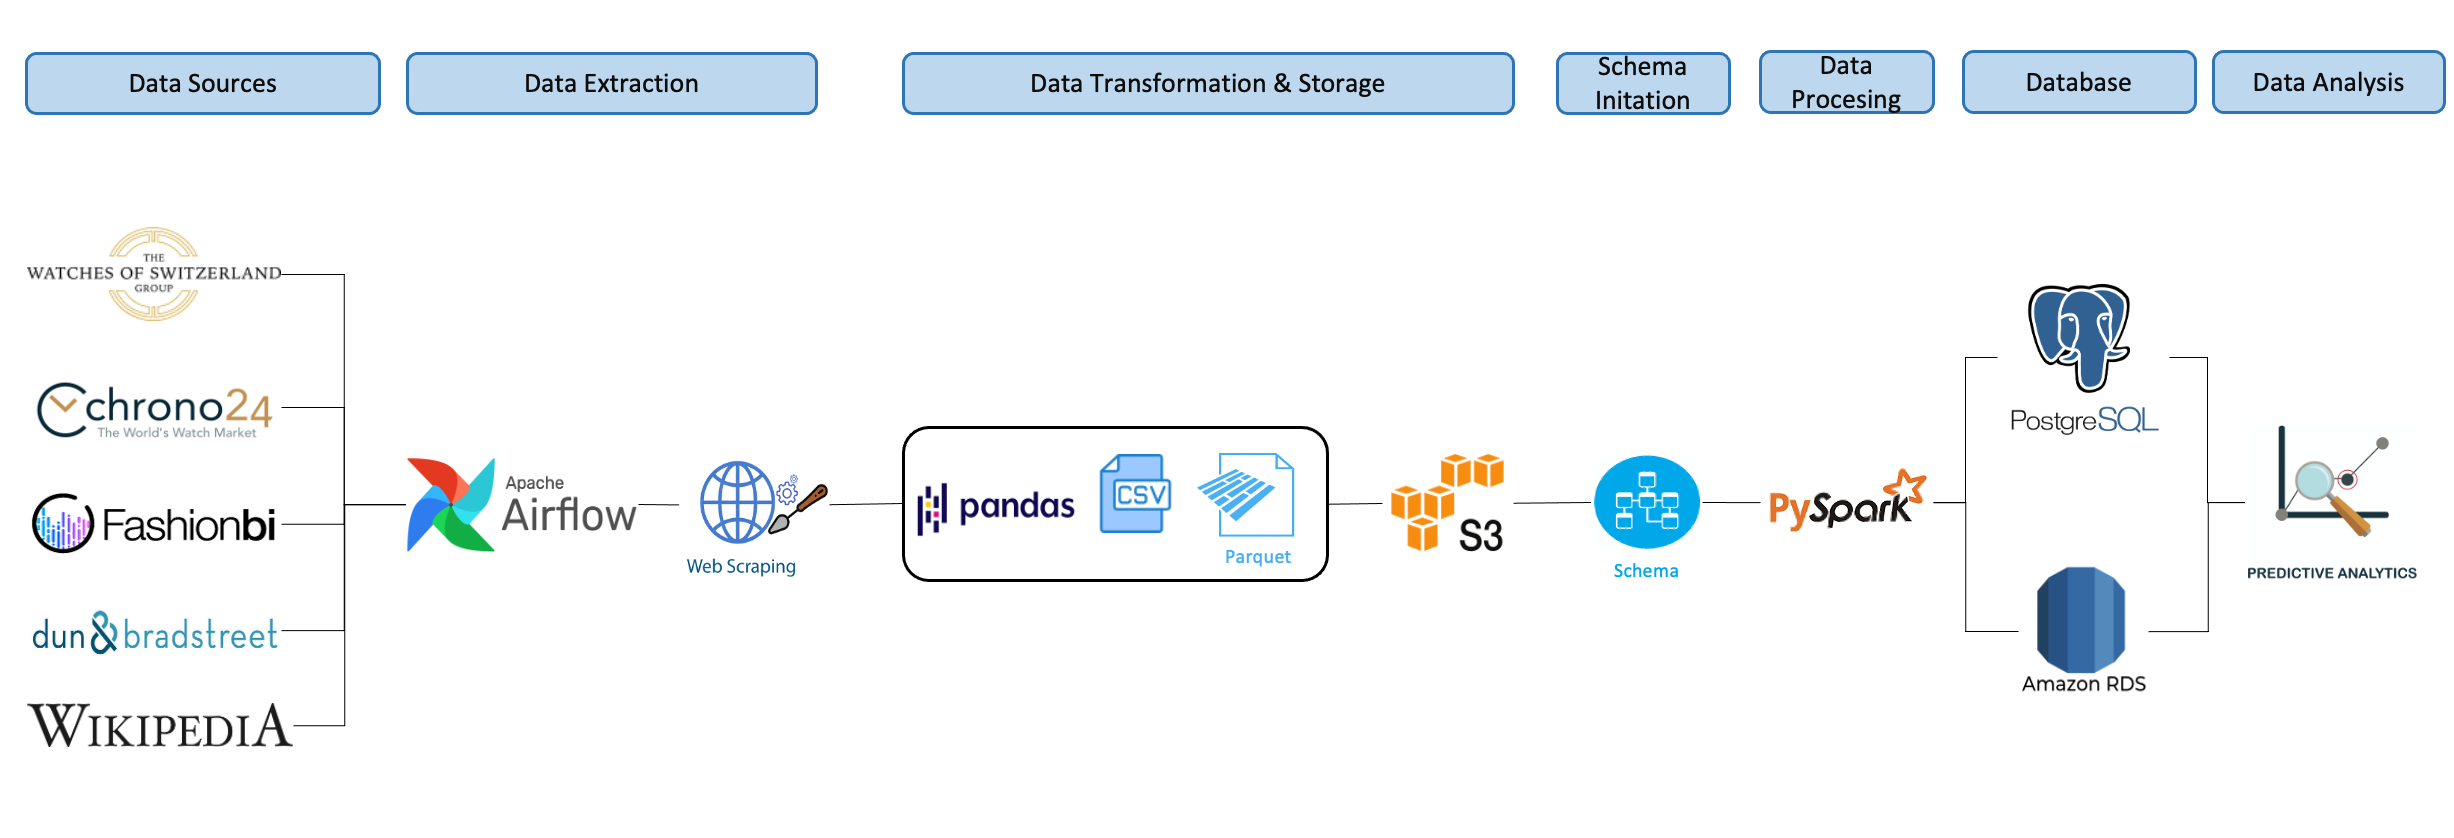 Data Sources
Data Extraction
Data Transformation & Storage
Schema
Initation
Data
Procesing
Database
Data Analysis
THE
WATCHES OF SWITZERLAND
GROUP
chrono24
The World's Watch Market
Fashionbi
dun&bradstreet
WIKIPEDIA
Apache
Airflow
Web Scraping
pandas
CSV
Parquet
S3
Schema
PySpark
PostgreSQL
Amazon RDS
PREDICTIVE ANALYTICS